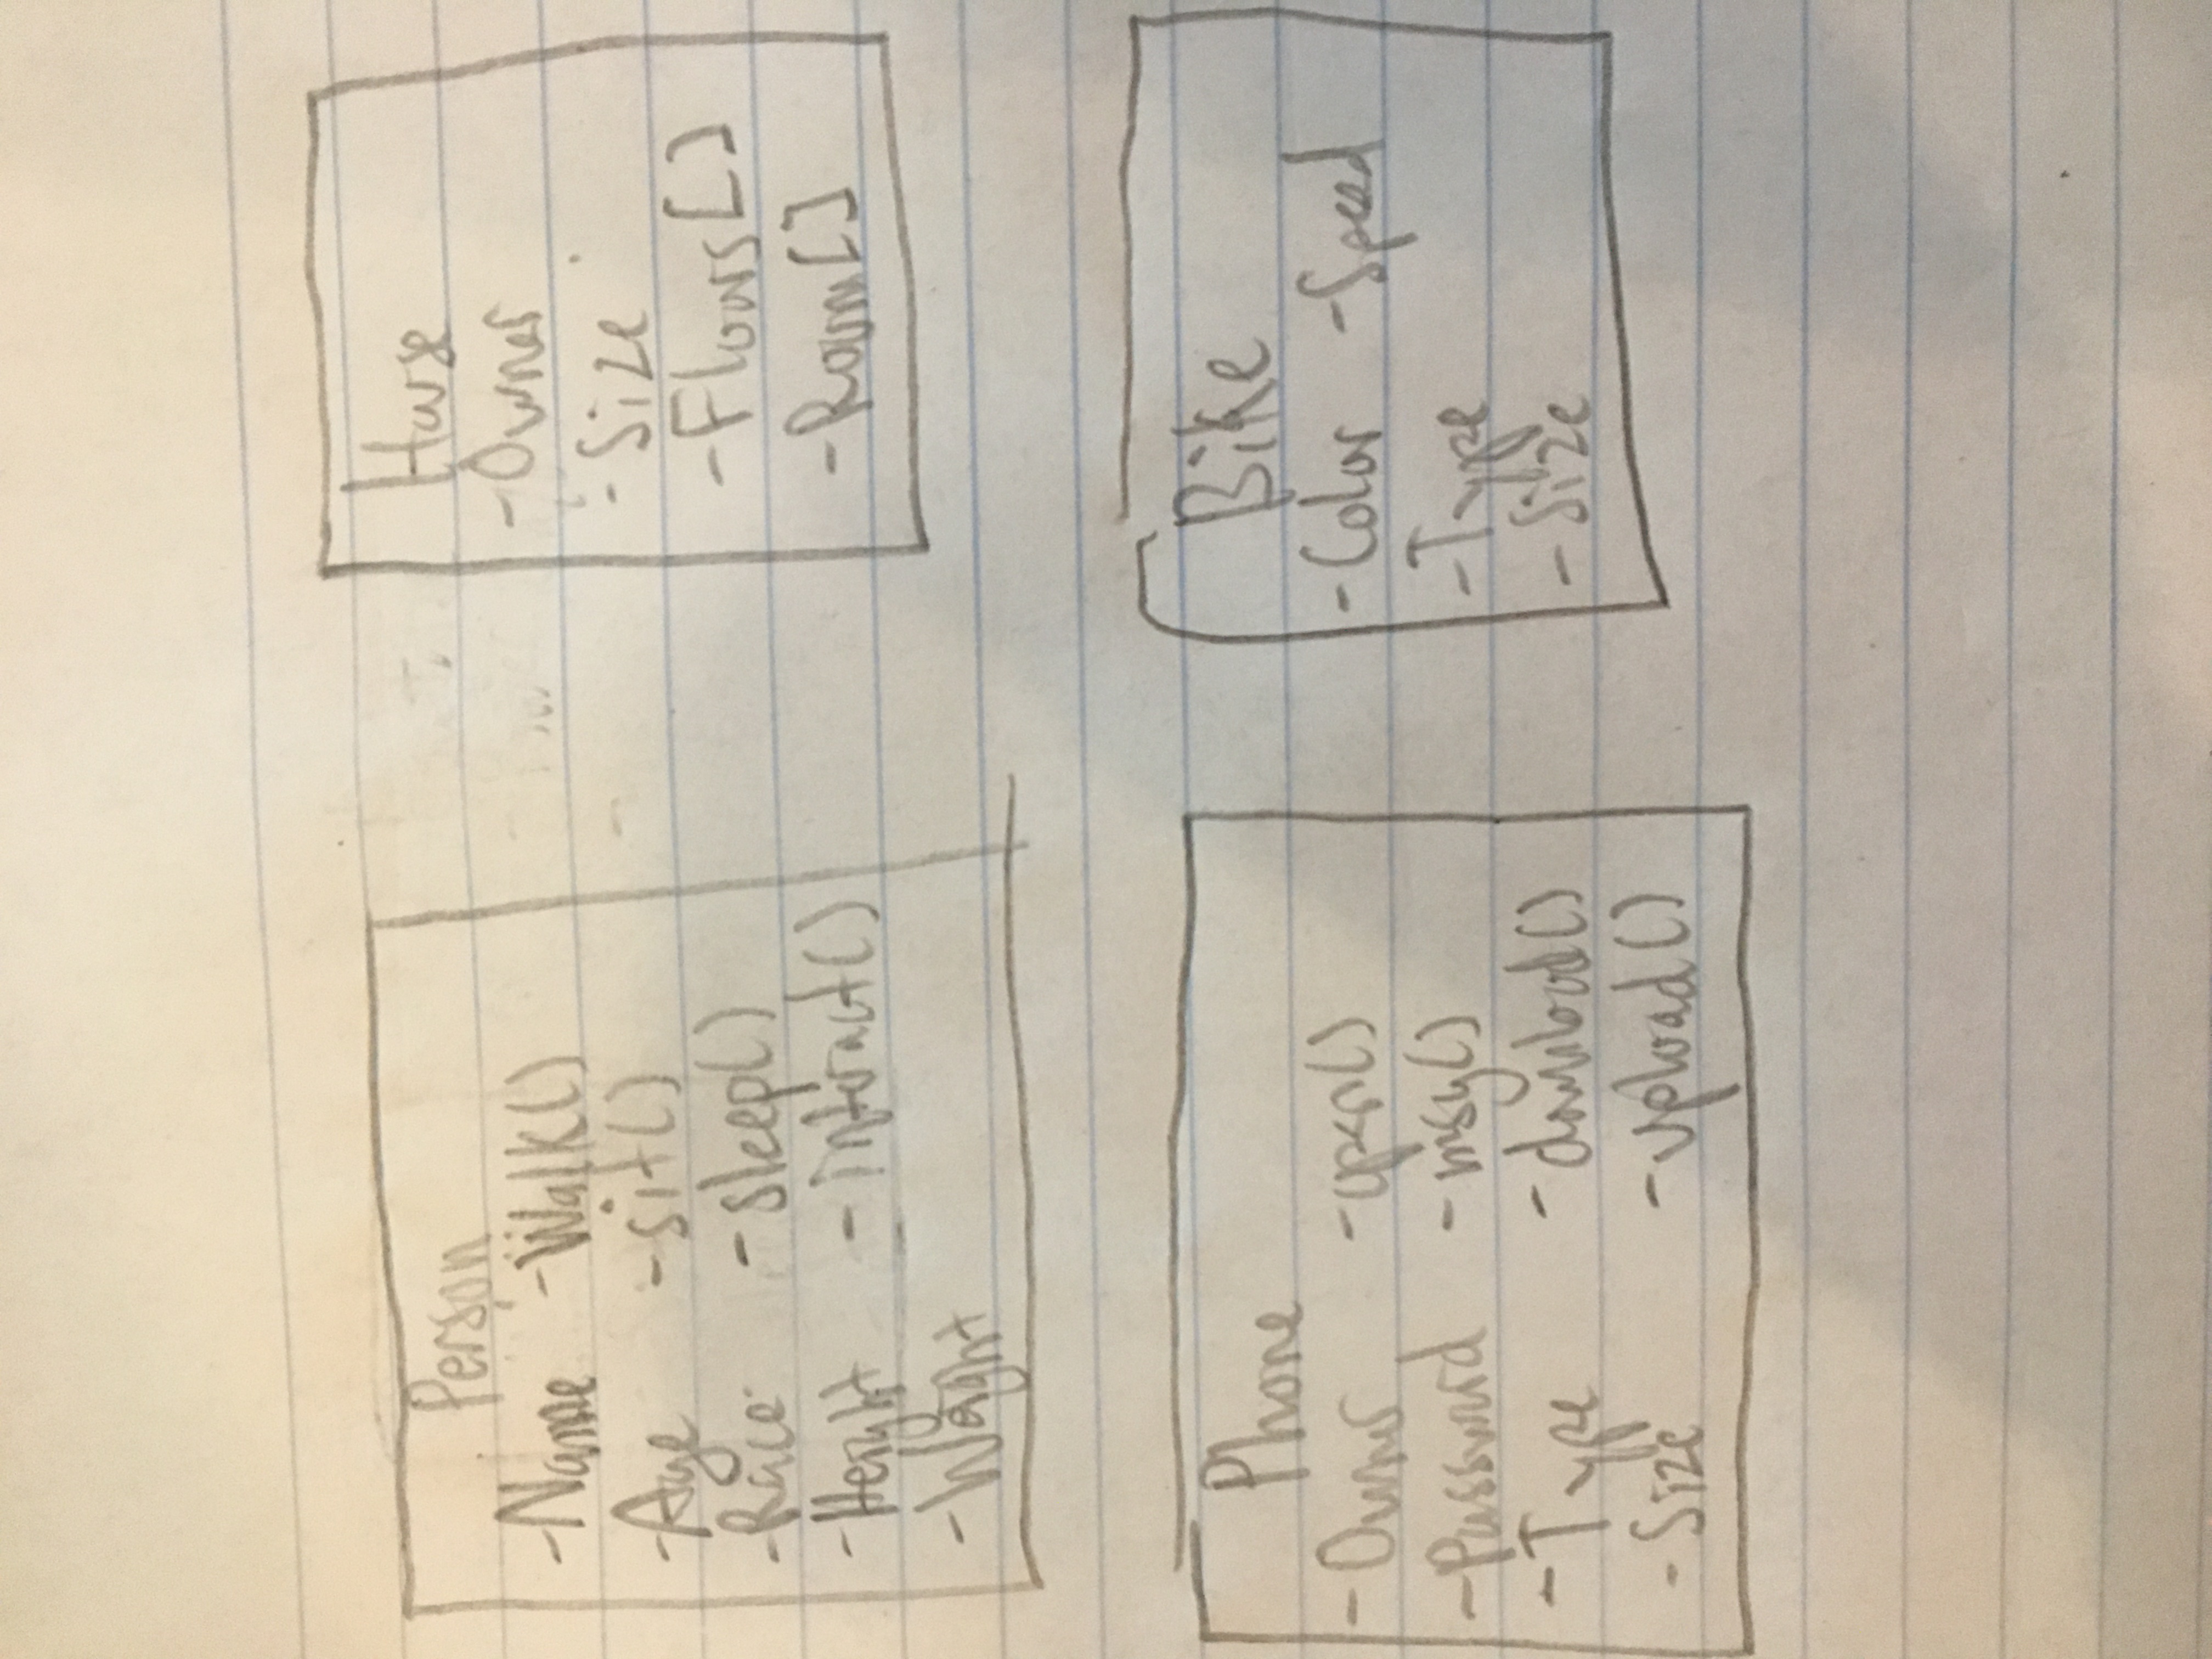 Person
-Name -Walk()
-Age -sit()
-Race -sleep()
-Height -interact()
-Weight
House
-Owner
-Size
-Floors[]
-Room[]
Phone
-Owner -open()
-Password -msg()
-Type -download()
-Size -upload()
Bike
-Color -Speed
-Type
-Size